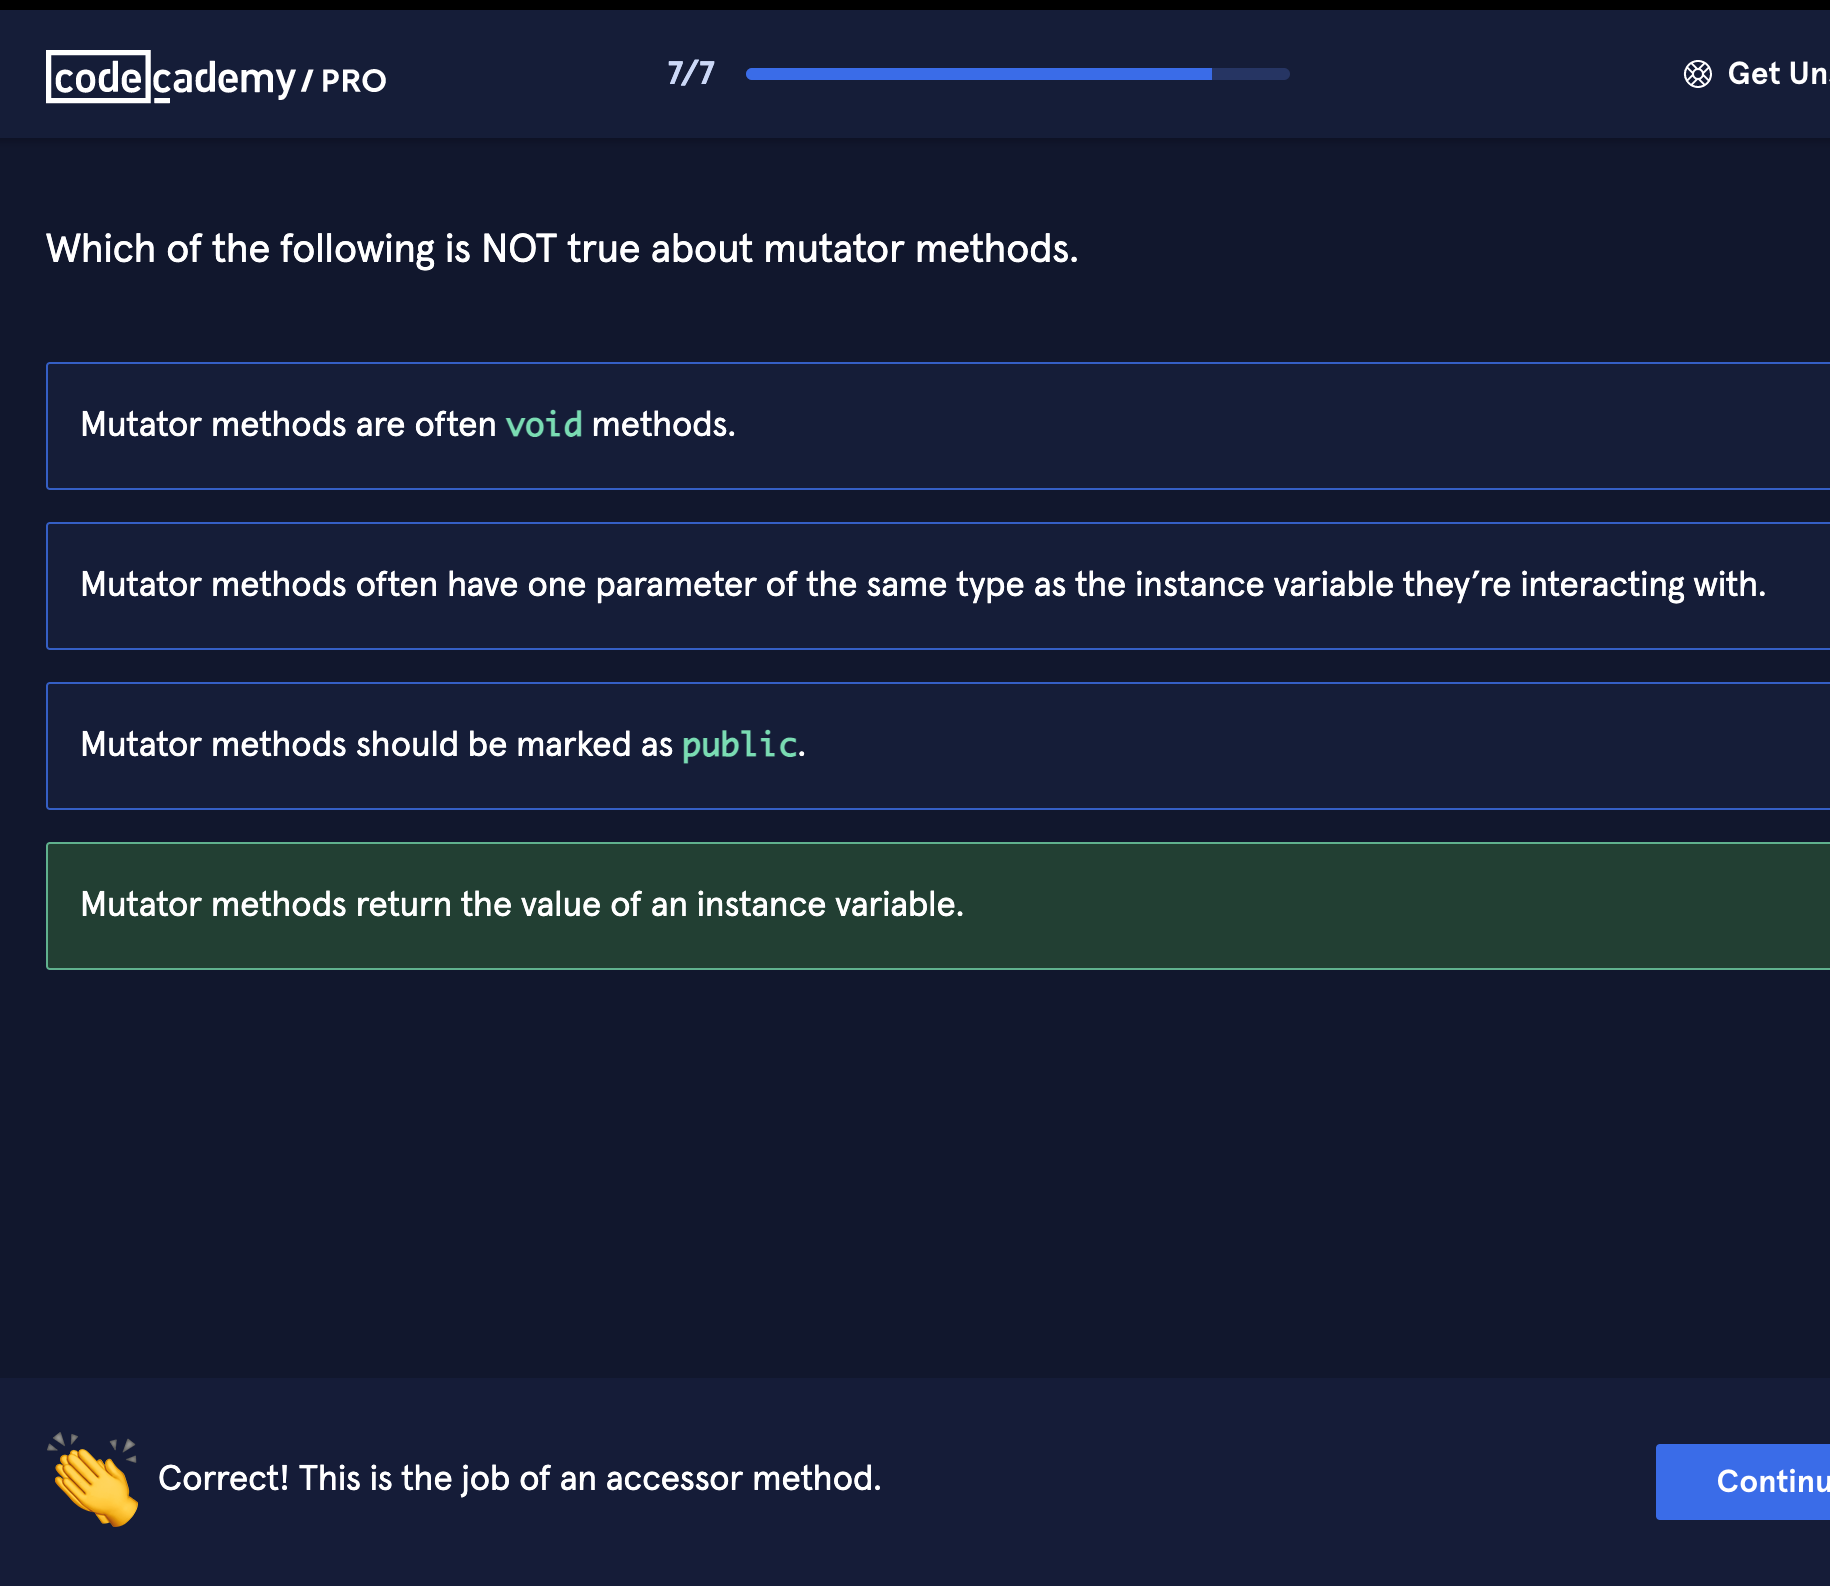 codecademy/PRO
7/7
Get Un
Which of the following is NOT true about mutator methods.
Mutator methods are often void methods.
Mutator methods often have one parameter of the same type as the instance variable they’re interacting with.
Mutator methods should be marked as public.
Mutator methods return the value of an instance variable.
Correct! This is the job of an accessor method.
Continu